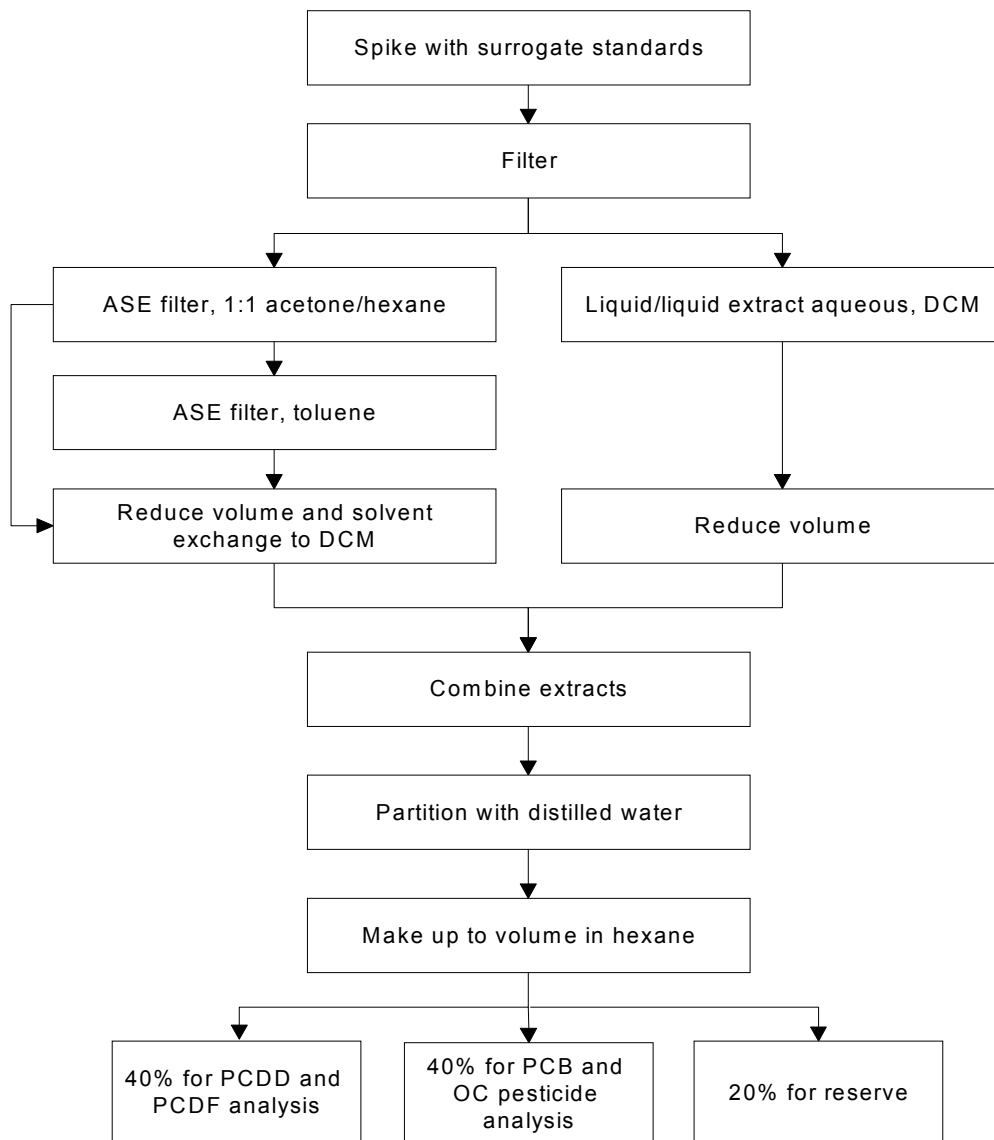 Spike with surrogate standards
Filter
ASE filter, 1:1 acetone/hexane
Liquid/liquid extract aqueous, DCM
ASE filter, toluene
Reduce volume and solvent
exchange to DCM
Reduce volume
Combine extracts
Partition with distilled water
Make up to volume in hexane
40% for PCDD and
PCDF analysis
40% for PCB and
OC pesticide
analysis
20% for reserve